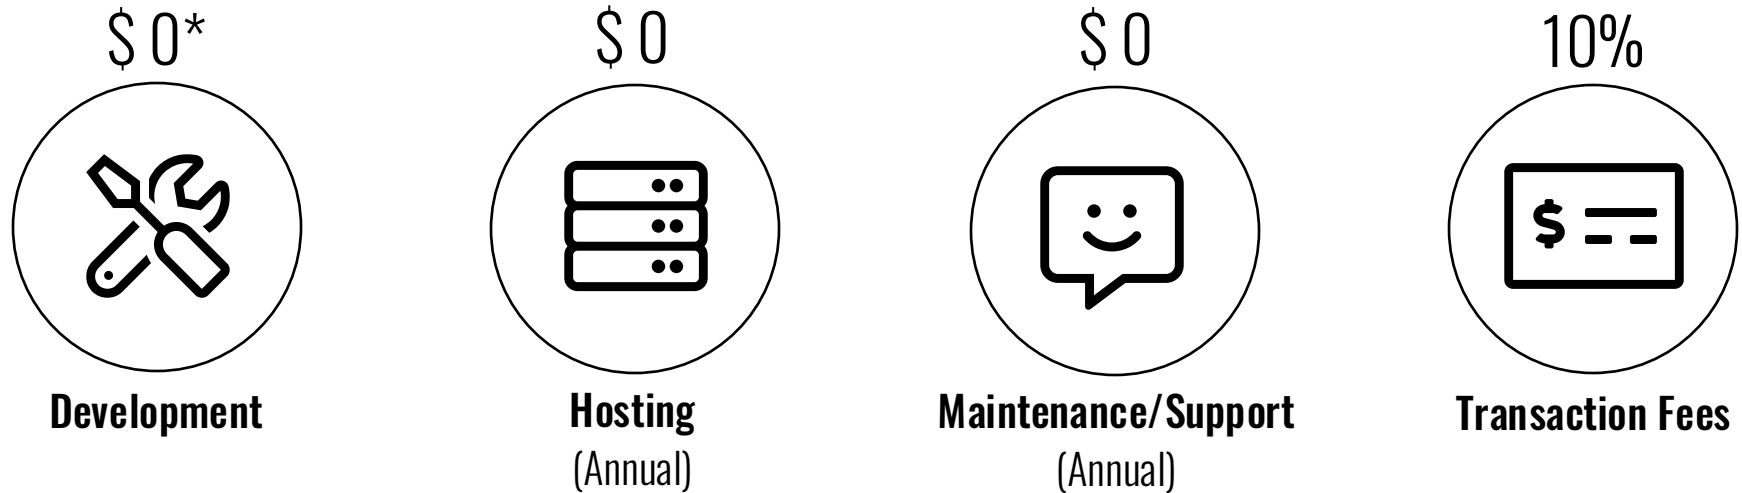 $ 0*
$ 0
$ 0
10%
$
Development
Hosting
Maintenance/Support
Transaction Fees
(Annual)
(Annual)